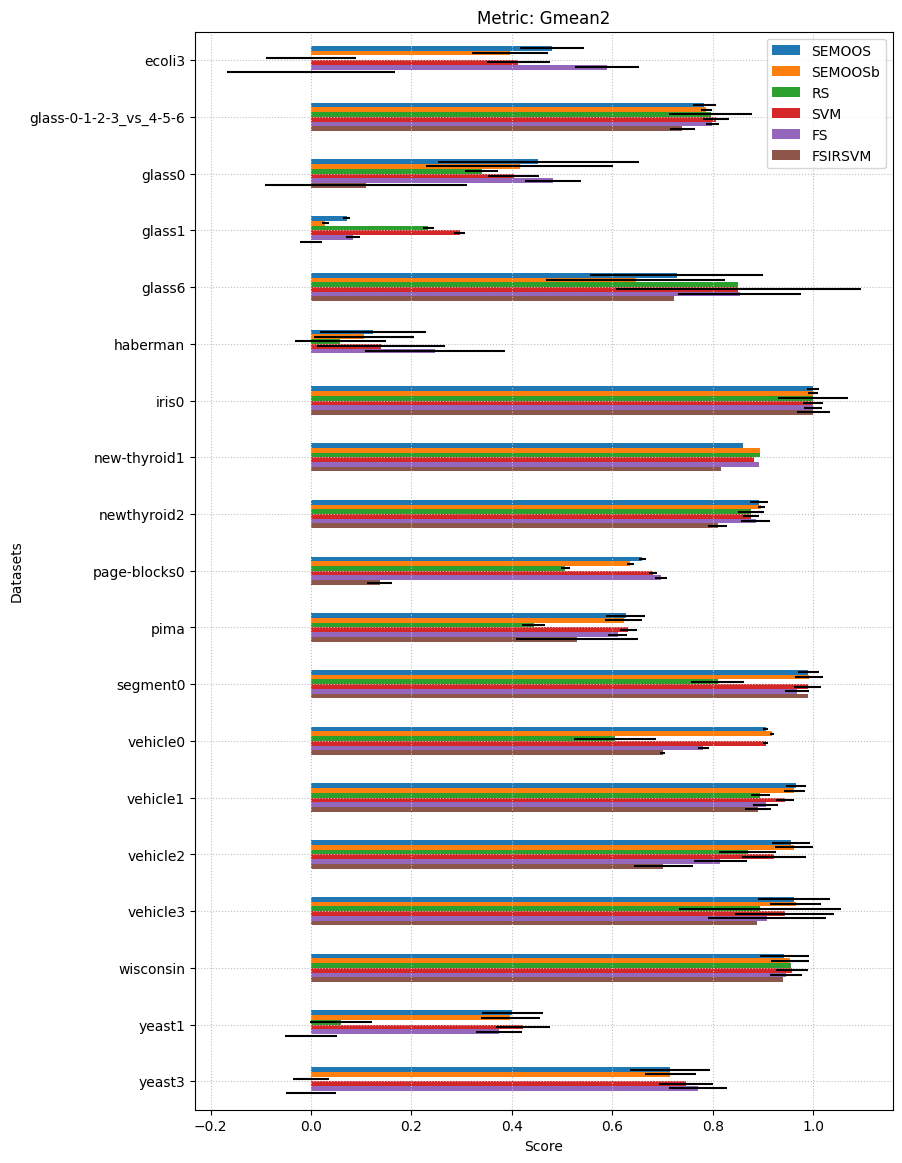 Metric: Gmean2
SEMOOS
SEMOOSb
RS
SVM
FS
FSIRSVM
Datasets
ecoli3
glass-0-1-2-3_vs_4-5-6
glass0
glass1
glass6
haberman
iris0
new-thyroid1
newthyroid2
page-blocks0
pima
segment0
vehicle0
vehicle1
vehicle2
vehicle3
wisconsin
yeast1
yeast3
−0.2 0.0 0.2 0.4 0.6 0.8 1.0
Score